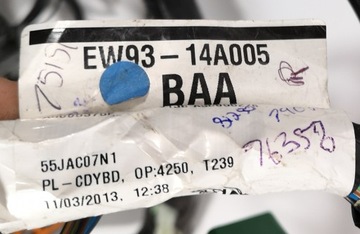 EW93-14A005
BAA
R
76358
55JAC07N1
PL-CDYBD, OP:4250, T239
11/03/2013, 12:38